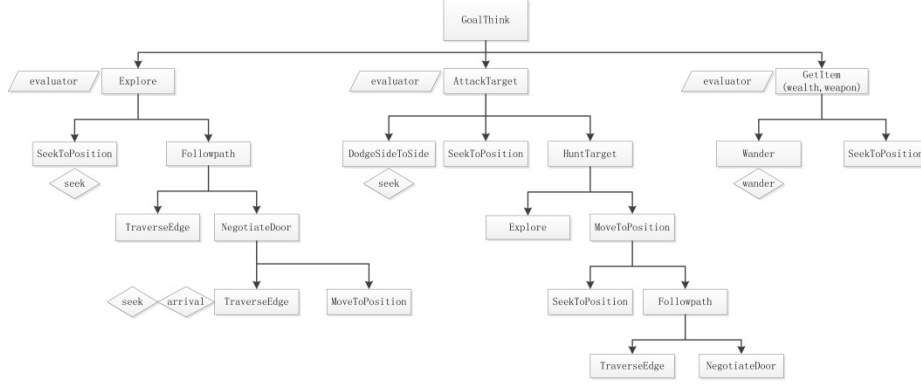 GoalThink
evaluator
Explore
evaluator
AttackTarget
evaluator
GetItem
(wealth,weapon)
SeekToPosition
Followpath
DodgeSideToSide
SeekToPosition
HuntTarget
Wander
SeekToPosition
seek
seek
wander
TraverseEdge
NegotiateDoor
Explore
MoveToPosition
seek
arrival
TraverseEdge
MoveToPosition
SeekToPosition
Followpath
TraverseEdge
NegotiateDoor